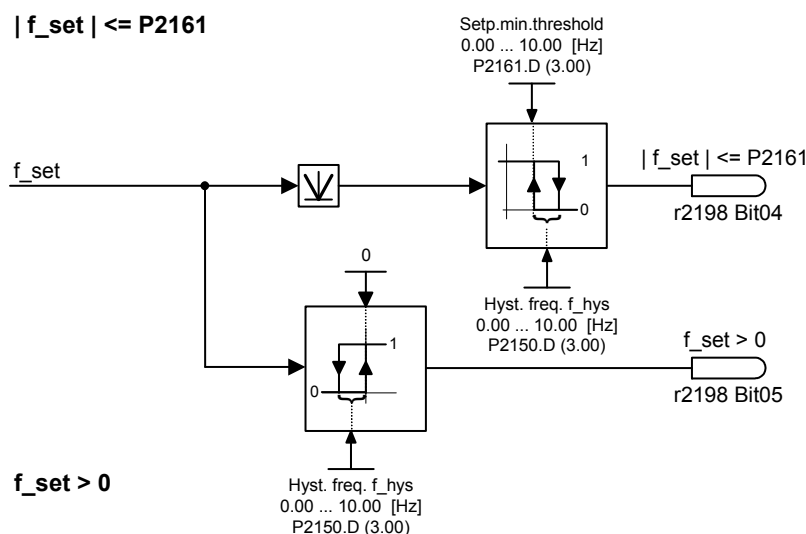 | f_set | <= P2161
Setp.min.threshold
0.00 ... 10.00  [Hz]
P2161.D (3.00)
f_set
1
0
| f_set | <= P2161
r2198 Bit04
0
Hyst. freq. f_hys
0.00 ... 10.00  [Hz]
P2150.D (3.00)
1
0
f_set > 0
r2198 Bit05
f_set > 0
Hyst. freq. f_hys
0.00 ... 10.00  [Hz]
P2150.D (3.00)